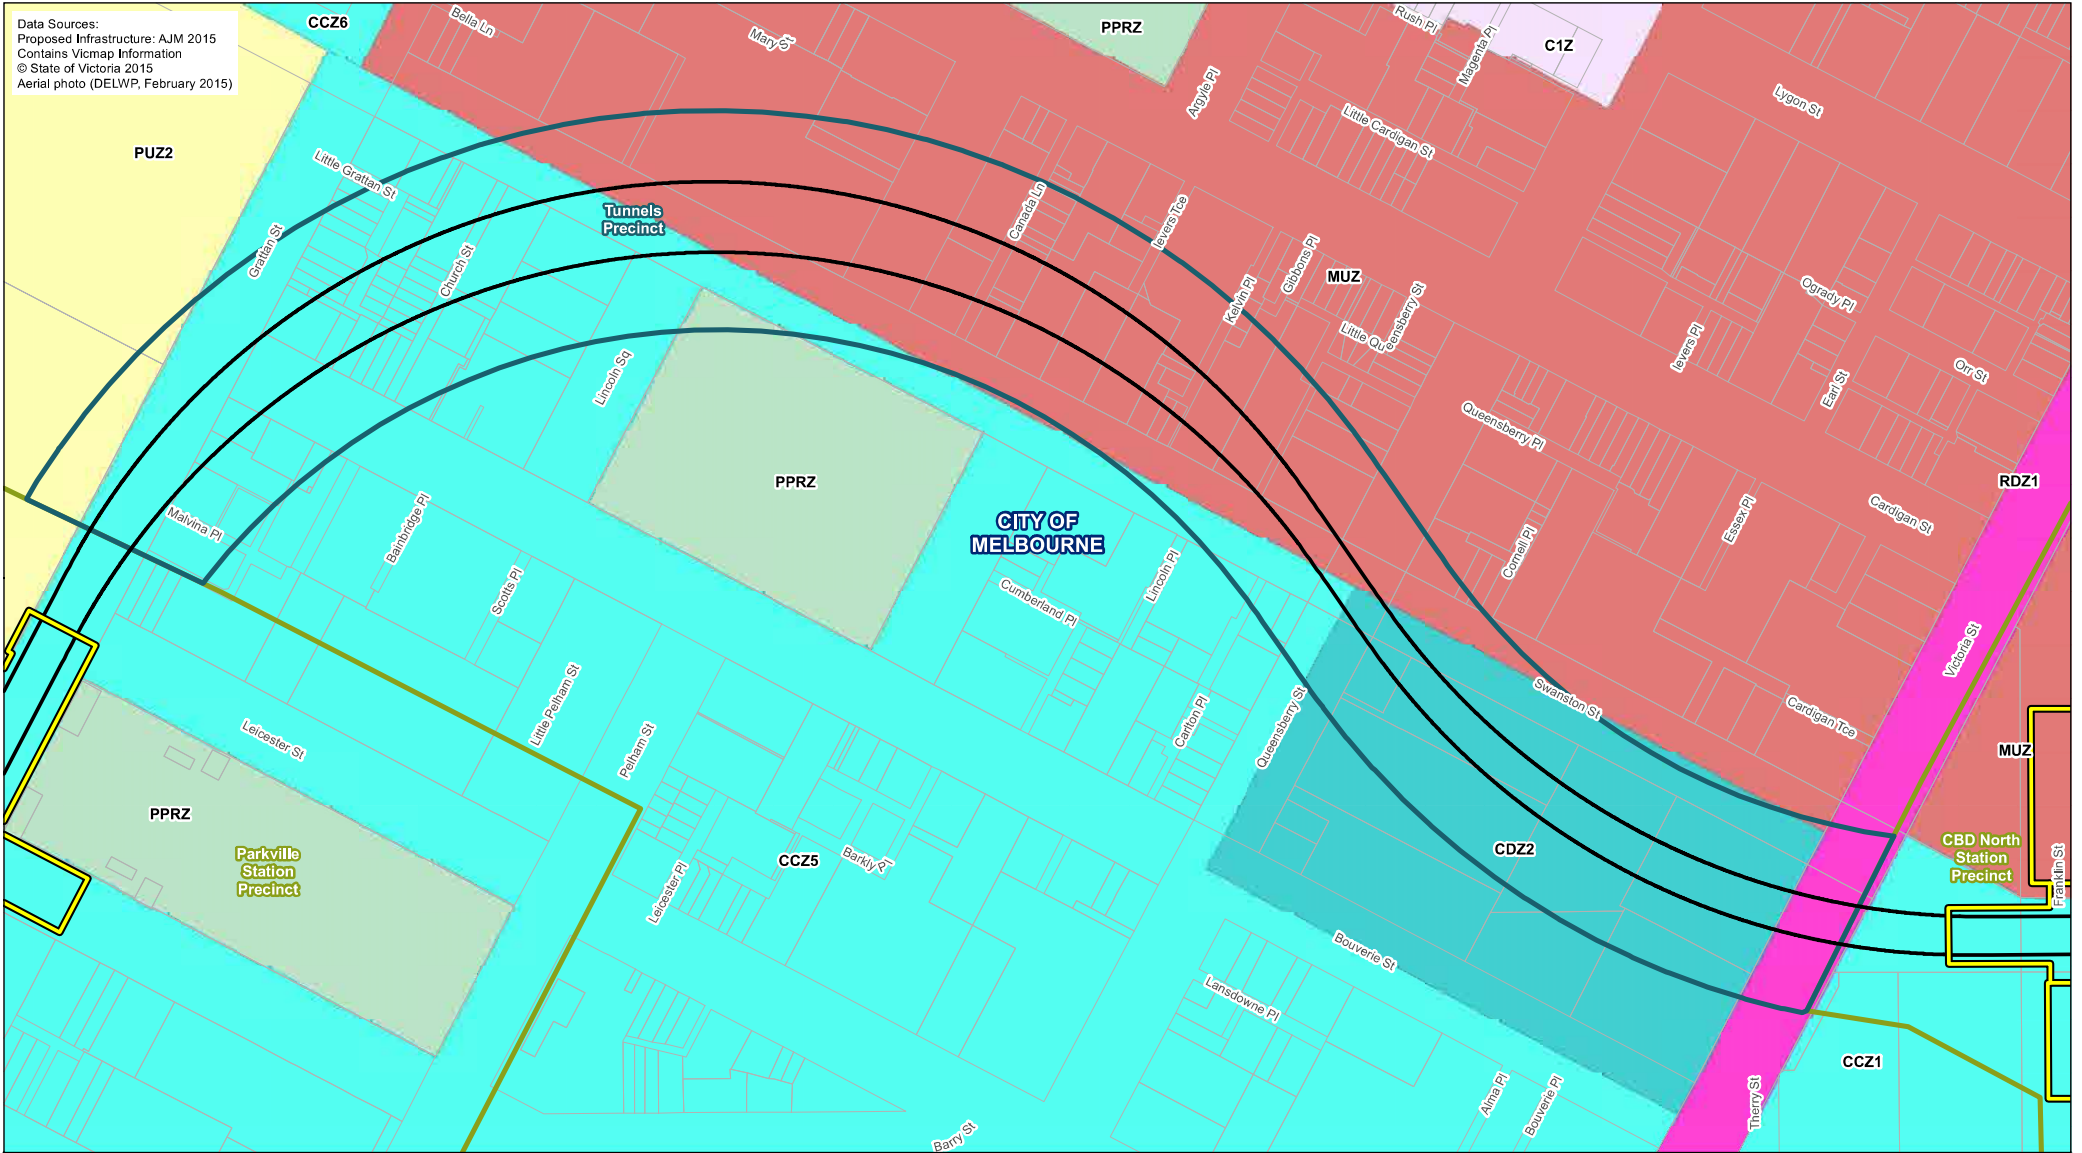 Data Sources:
Proposed Infrastructure: AJM 2015
Contains Vicmap Information
© State of Victoria 2015
Aerial photo (DELWP, February 2015)
CCZ6
Bella Ln
Mary St
PPRZ
Rush Pl
Magenta Pl
C1Z
Argyle Pl
Lygon St
Little Cardigan St
PUZ2
Little Grattan St
Grattan St
Church St
Tunnels
Precinct
Canada Ln
Ievers Tce
Gibbons Pl
Kelvin Pl
MUZ
Little Queensberry St
Ogrady Pl
Ievers Pl
Earl St
Orr St
Lincoln Sq
PPRZ
Queensberry Pl
RDZ1
Cardigan St
Essex Pl
Cornell Pl
CITY OF
MELBOURNE
Malvina Pl
Bainbridge Pl
Scotts Pl
Cumberland Pl
Lincoln Pl
Victoria St
Swanston St
Cardigan Tce
MUZ
Little Pelham St
Pelham St
Leicester St
Carlton Pl
Queensberry St
PPRZ
Parkville
Station
Precinct
CCZ5
Barkly Pl
Leicester Pl
CDZ2
CBD North
Station
Precinct
Franklin St
Bouverie St
Lansdowne Pl
CCZ1
Alma Pl
Bouverie Pl
Therry St
Barry St